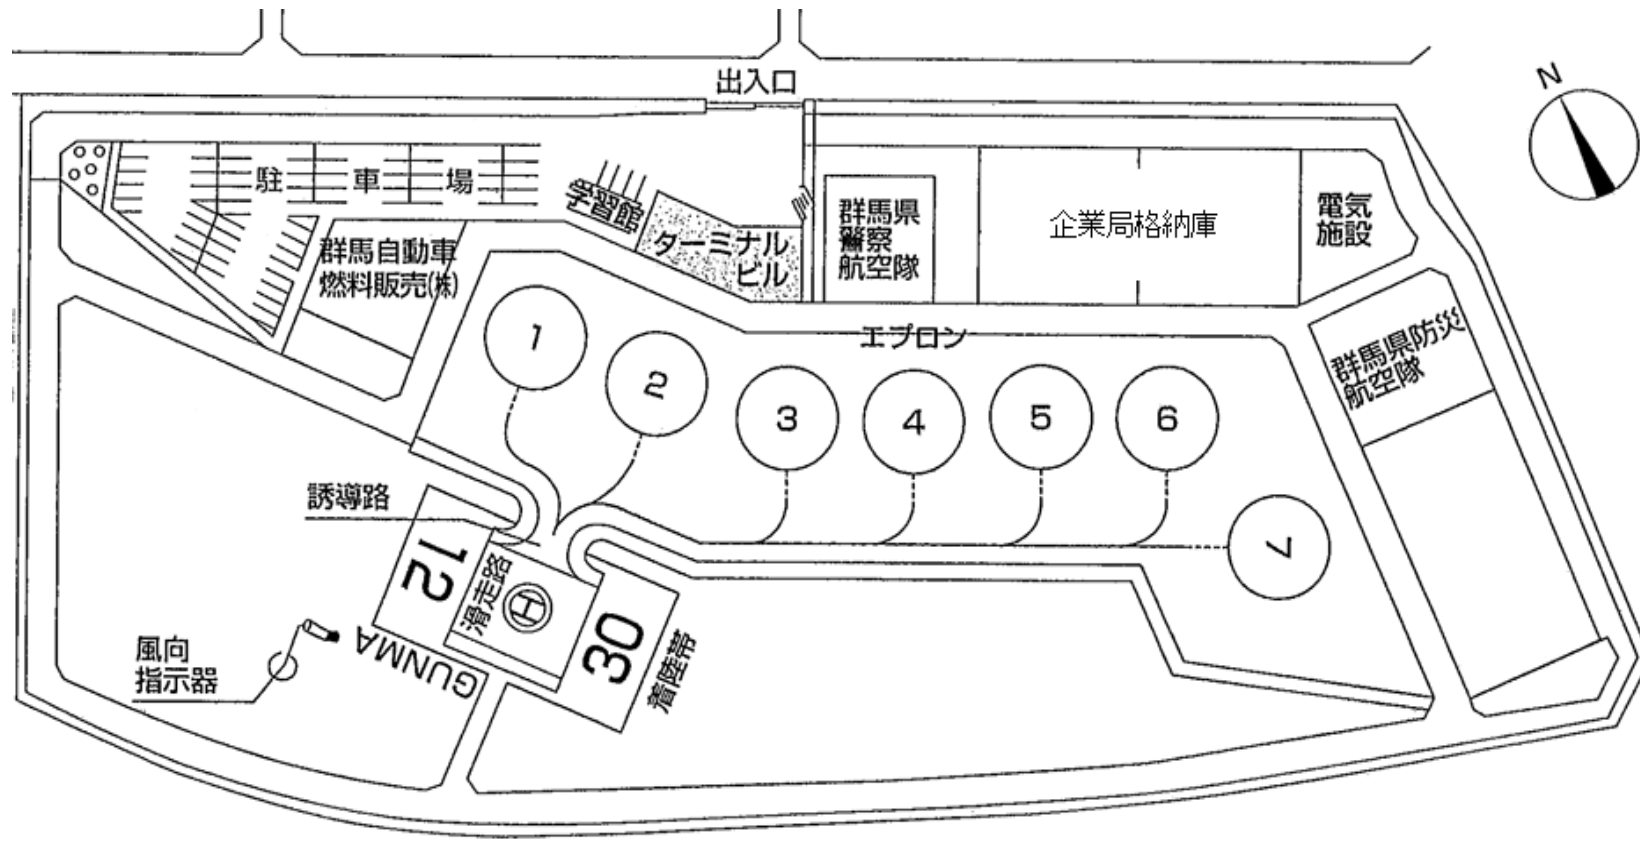 出入口
N
駐車場
学習館
ターミナル
ビル
群馬県
警察
航空隊
企業局格納庫
電気
施設
群馬自動車
燃料販売(株)
エプロン
群馬県防災
航空隊
1
2
3
4
5
6
7
誘導路
12
滑走路
H
30
着陸帯
GUNMA
風向
指示器